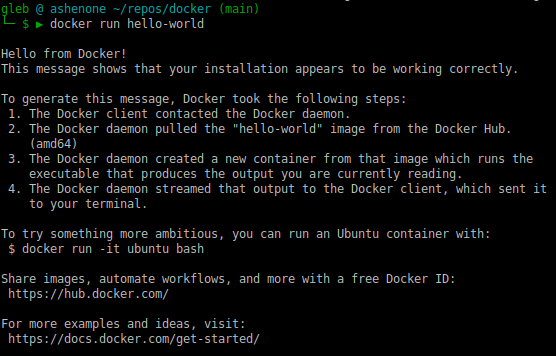 gleb @ ashenone ~/repos/docker (main)
└─ $ ▶ docker run hello-world
Hello from Docker!
This message shows that your installation appears to be working correctly.
To generate this message, Docker took the following steps:
1. The Docker client contacted the Docker daemon.
2. The Docker daemon pulled the "hello-world" image from the Docker Hub.
(amd64)
3. The Docker daemon created a new container from that image which runs the
executable that produces the output you are currently reading.
4. The Docker daemon streamed that output to the Docker client, which sent it
to your terminal.
To try something more ambitious, you can run an Ubuntu container with:
$ docker run -it ubuntu bash
Share images, automate workflows, and more with a free Docker ID:
https://hub.docker.com/
For more examples and ideas, visit:
https://docs.docker.com/get-started/